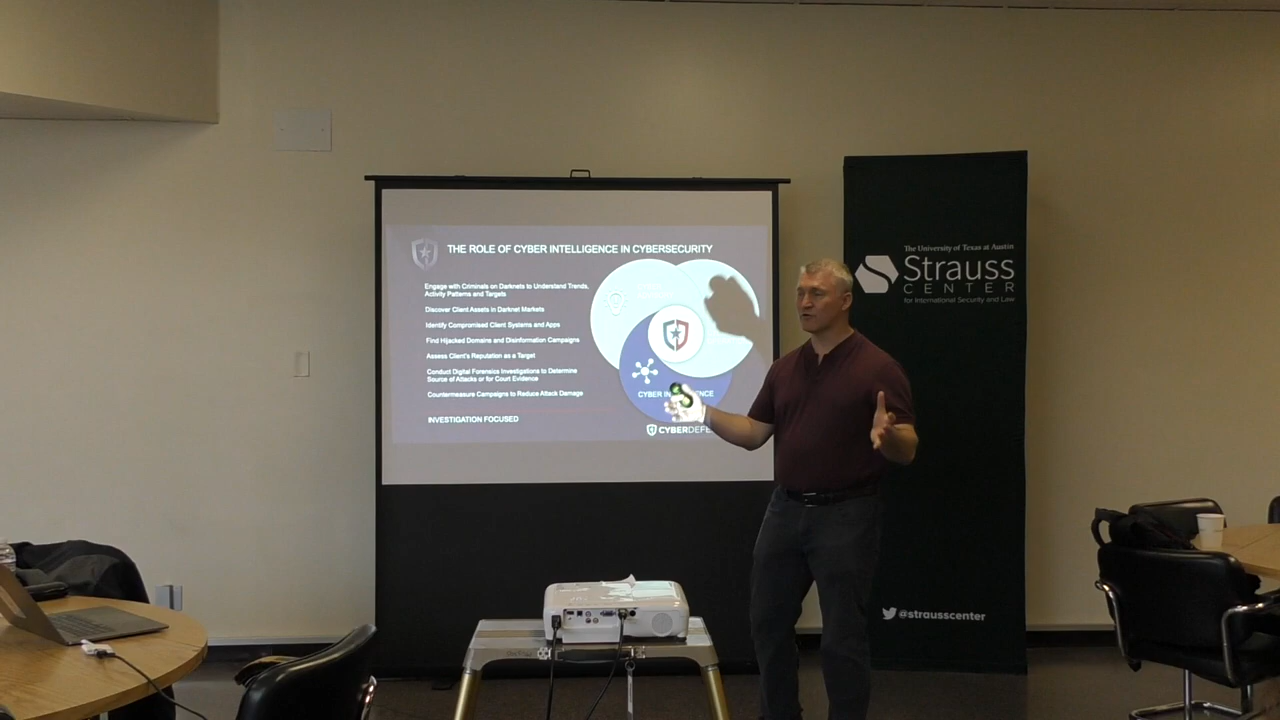 THE ROLE OF CYBER INTELLIGENCE IN CYBERSECURITY
Engage with Criminals on Darknets to Understand Trends,
Activity Patterns and Targets
Discover Client Assets in Darknet Markets
Identify Compromised Client Systems and Apps
Find Hijacked Domains and Disinformation Campaigns
Assess Client's Reputation as a Target
Conduct Digital Forensics Investigations to Determine
Source of Attacks or for Court Evidence
Countermeasure Campaigns to Reduce Attack Damage
INVESTIGATION FOCUSED
CYBER
CYBERDEFE
The University of Texas at Austin
Strauss
CENTER
for International Security and Law
@strausscenter